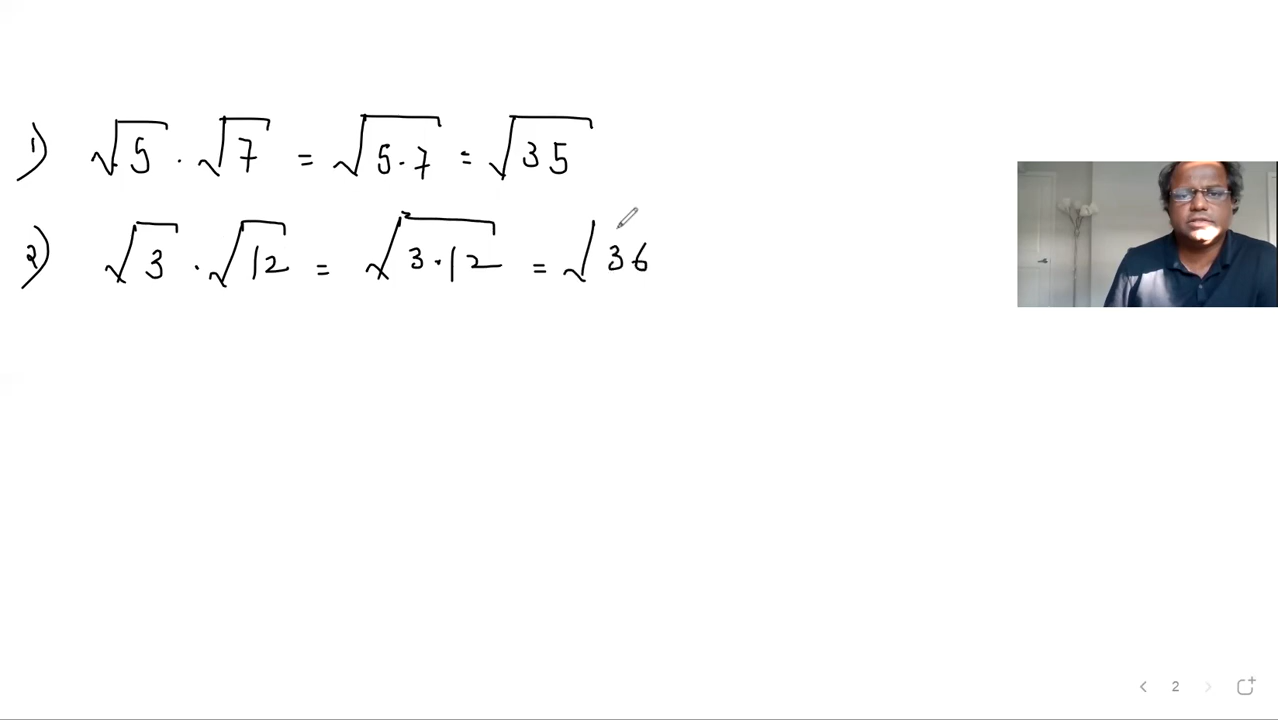 1) √5 · √7 = √5·7 = √35
2) √3 · √12 = √3·12 = √36
2